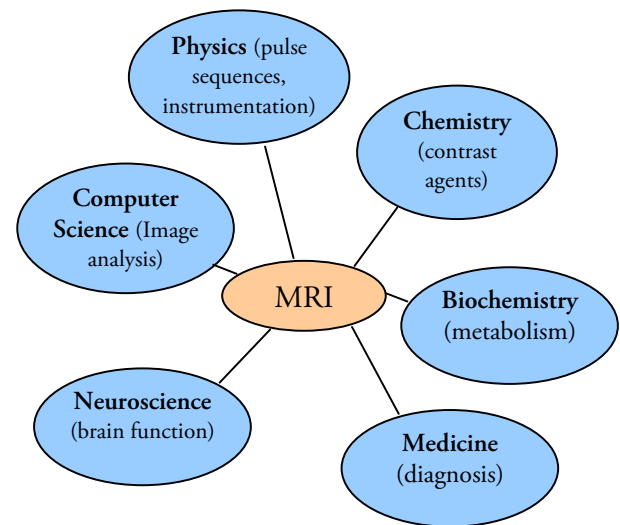 Physics (pulse
sequences,
instrumentation)
Chemistry
(contrast
agents)
Computer
Science (Image
analysis)
MRI
Biochemistry
(metabolism)
Neuroscience
(brain function)
Medicine
(diagnosis)